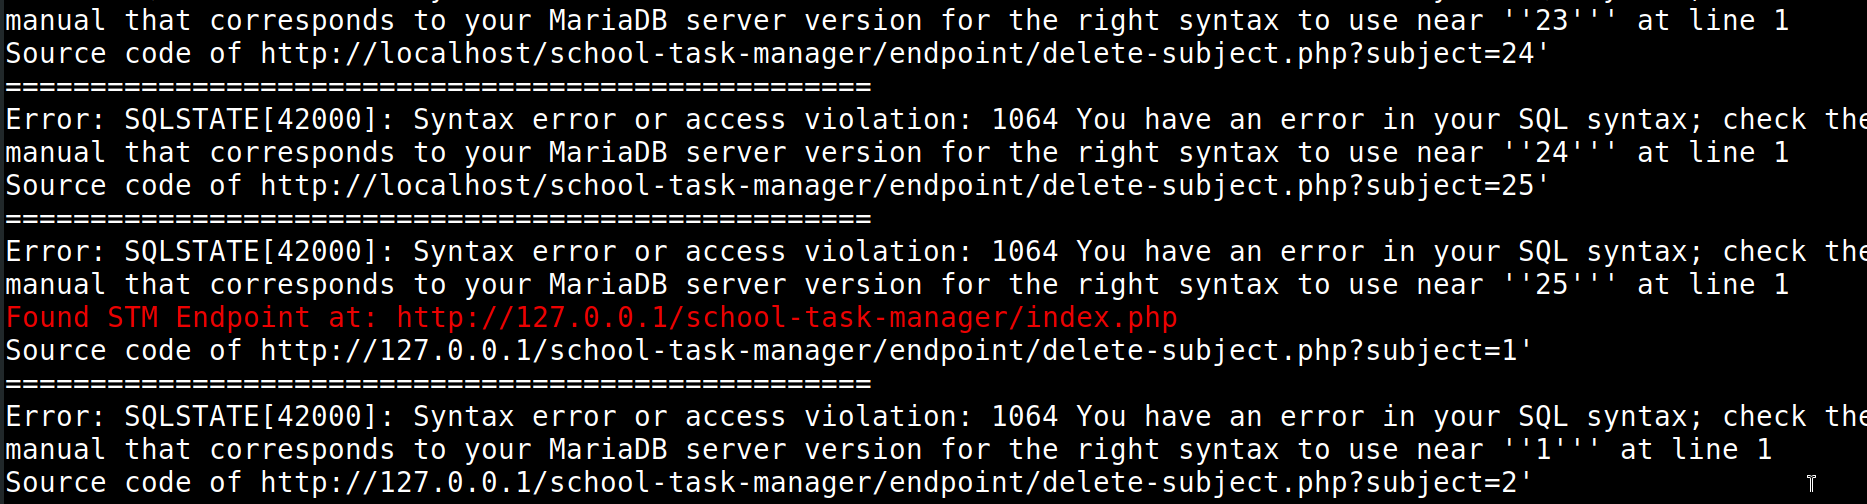 manual that corresponds to your MariaDB server version for the right syntax to use near ''23''' at line 1
Source code of http://localhost/school-task-manager/endpoint/delete-subject.php?subject=24'
===================================================
Error: SQLSTATE[42000]: Syntax error or access violation: 1064 You have an error in your SQL syntax; check the
manual that corresponds to your MariaDB server version for the right syntax to use near ''24''' at line 1
Source code of http://localhost/school-task-manager/endpoint/delete-subject.php?subject=25'
===================================================
Error: SQLSTATE[42000]: Syntax error or access violation: 1064 You have an error in your SQL syntax; check the
manual that corresponds to your MariaDB server version for the right syntax to use near ''25''' at line 1
Found STM Endpoint at: http://127.0.0.1/school-task-manager/index.php
Source code of http://127.0.0.1/school-task-manager/endpoint/delete-subject.php?subject=1'
===================================================
Error: SQLSTATE[42000]: Syntax error or access violation: 1064 You have an error in your SQL syntax; check the
manual that corresponds to your MariaDB server version for the right syntax to use near ''1''' at line 1
Source code of http://127.0.0.1/school-task-manager/endpoint/delete-subject.php?subject=2'